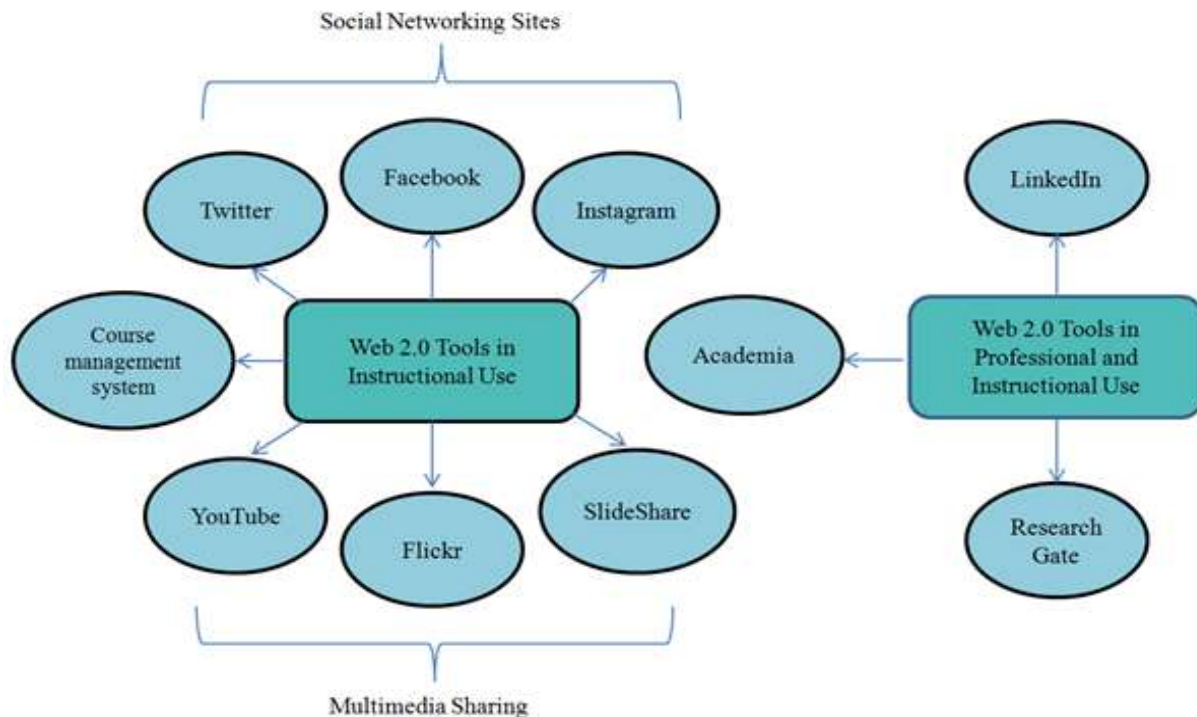 Social Networking Sites
Twitter
Facebook
Instagram
LinkedIn
Course
management
system
Web 2.0 Tools in
Instructional Use
Academia
Web 2.0 Tools in
Professional and
Instructional Use
YouTube
Flickr
SlideShare
Research
Gate
Multimedia Sharing